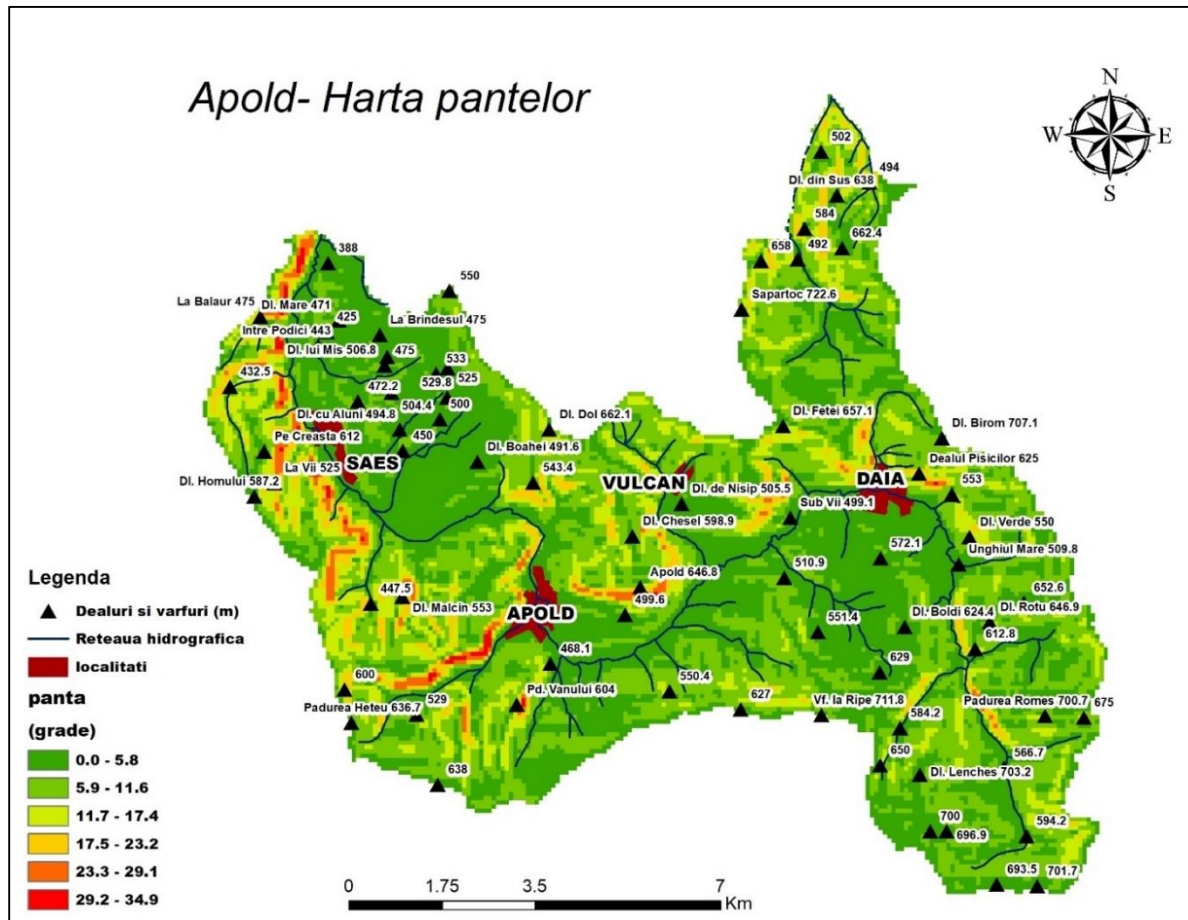 Apold- Harta pantelor
N
W E
S
502
494
Dl. din Sus 638
584
662.4
658
492
Sapartoc 722.6
388
550
La Balaur 475
Dl. Mare 471
425
La Brindesul 475
Intre Podici 443
Dl. lui Mis 506.8
475
533
432.5
472.2
529.8
525
Dl. cu Aluni 494.8
504.4
500
Pe Creasta 612
450
La Vii 525
SAES
Dl. Hornului 587.2
Dl. Dol 662.1
Dl. Boahei 491.6
543.4
VULCAN
Dl. de Nisip 505.5
Dl. Chesel 598.9
Dl. Fetei 657.1
Dl. Birom 707.1
Dealul Pisicilor 625
DAIA
553
Sub Vii 499.1
Dl. Verde 550
572.1
Unghiul Mare 509.8
510.9
652.6
Apold 646.8
499.6
447.5
Dl. Malcin 553
APOLD
551.4
Dl. Boldi 624.4
Dl. Rotu 646.9
612.8
468.1
629
600
Pd. Vanului 604
550.4
627
Vf. la Ripe 711.8
584.2
Padurea Romes 700.7
675
Padurea Heteu 636.7
529
566.7
650
638
Dl. Lenches 703.2
700
696.9
594.2
693.5
701.7
Legenda
Dealuri si varfuri (m)
Reteaua hidrografica
localitati
panta
(grade)
0.0 - 5.8
5.9 - 11.6
11.7 - 17.4
17.5 - 23.2
23.3 - 29.1
29.2 - 34.9
0 1.75 3.5 7
Km